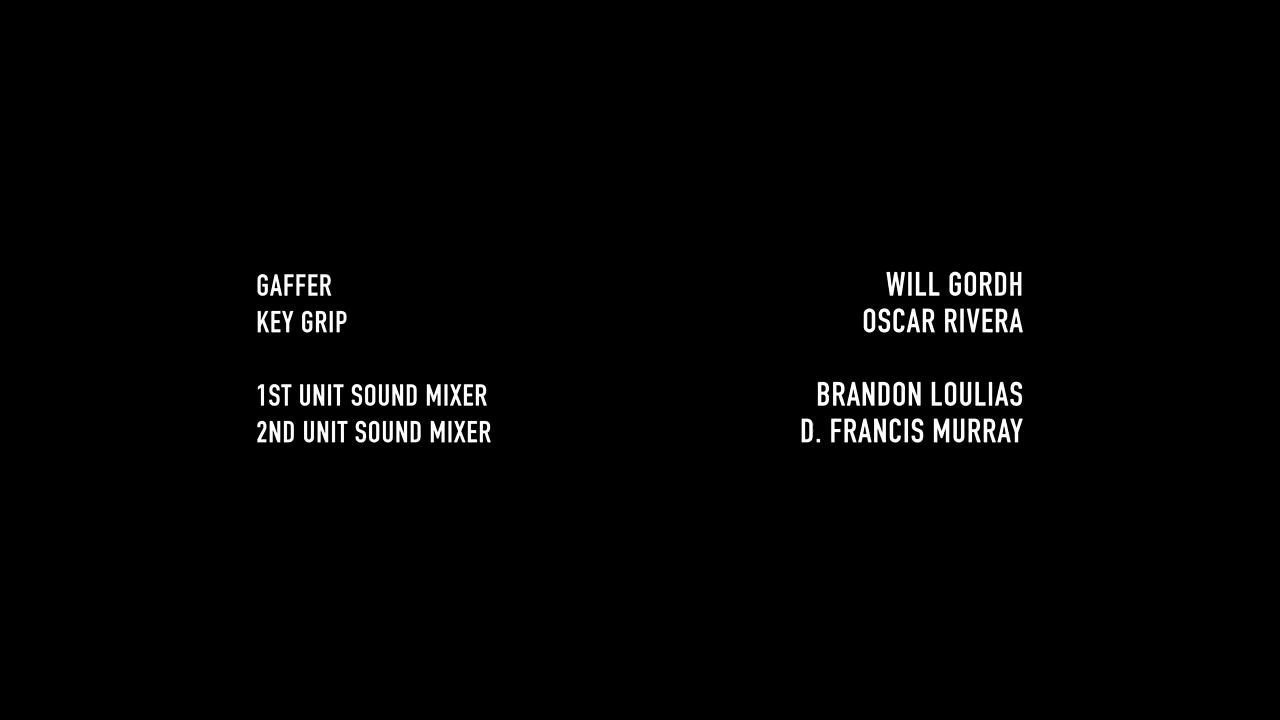 GAFFER WILL GORDH
KEY GRIP OSCAR RIVERA
1ST UNIT SOUND MIXER BRANDON LOULIAS
2ND UNIT SOUND MIXER D. FRANCIS MURRAY